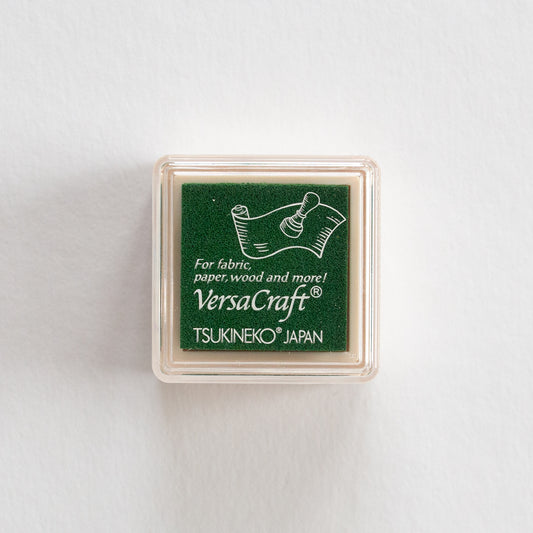 For fabric,
paper, wood and more!
VersaCraft®
TSUKINEKO® JAPAN